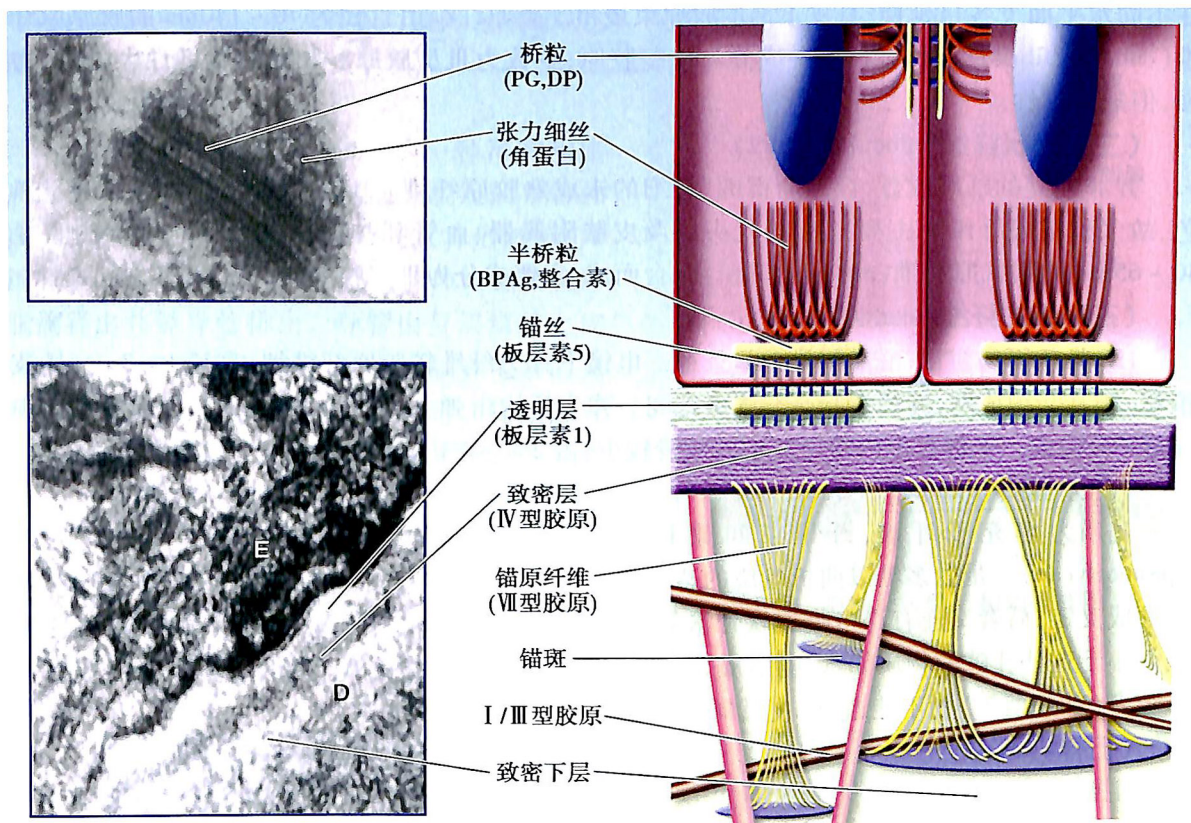 桥粒
(PG,DP)
张力细丝
(角蛋白)
半桥粒
(BPAg,整合素)
锚丝
(板层素5)
透明层
(板层素1)
致密层
(Ⅳ型胶原)
锚原纤维
(Ⅶ型胶原)
锚斑
Ⅰ/Ⅲ型胶原
致密下层
E
D